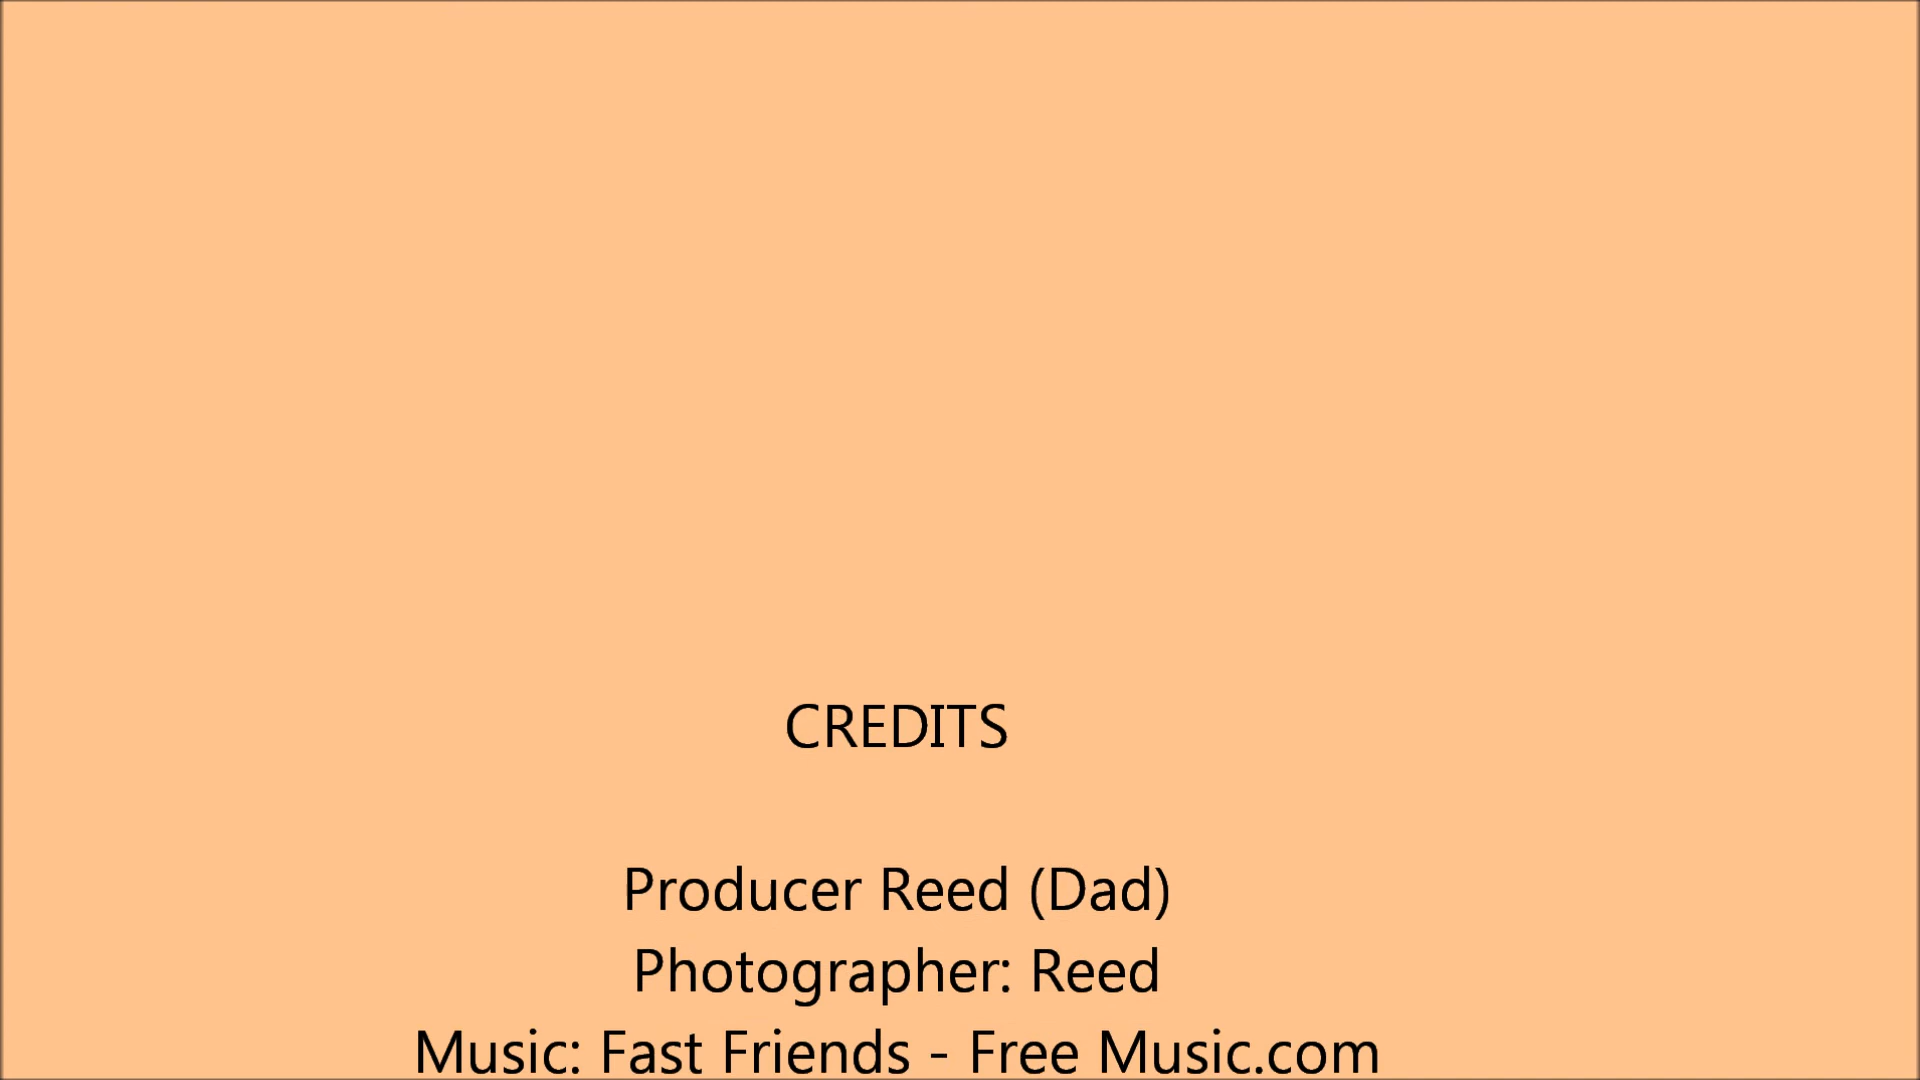 CREDITS
Producer Reed (Dad)
Photographer: Reed
Music: Fast Friends - Free Music.com